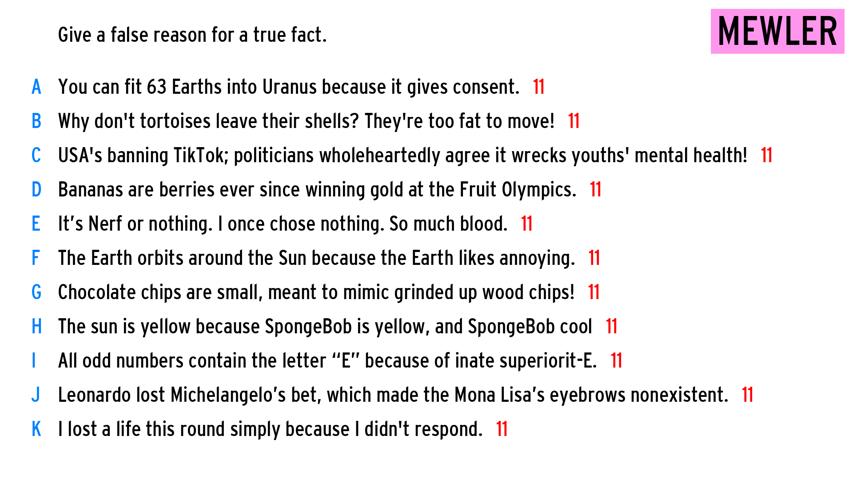 Give a false reason for a true fact.
MEWLER
A You can fit 63 Earths into Uranus because it gives consent. 11
B Why don't tortoises leave their shells? They're too fat to move! 11
C USA's banning TikTok; politicians wholeheartedly agree it wrecks youths' mental health! 11
D Bananas are berries ever since winning gold at the Fruit Olympics. 11
E It’s Nerf or nothing. I once chose nothing. So much blood. 11
F The Earth orbits around the Sun because the Earth likes annoying. 11
G Chocolate chips are small, meant to mimic grinded up wood chips! 11
H The sun is yellow because SpongeBob is yellow, and SpongeBob cool 11
I All odd numbers contain the letter “E” because of inate superiorit-E. 11
J Leonardo lost Michelangelo’s bet, which made the Mona Lisa’s eyebrows nonexistent. 11
K I lost a life this round simply because I didn't respond. 11